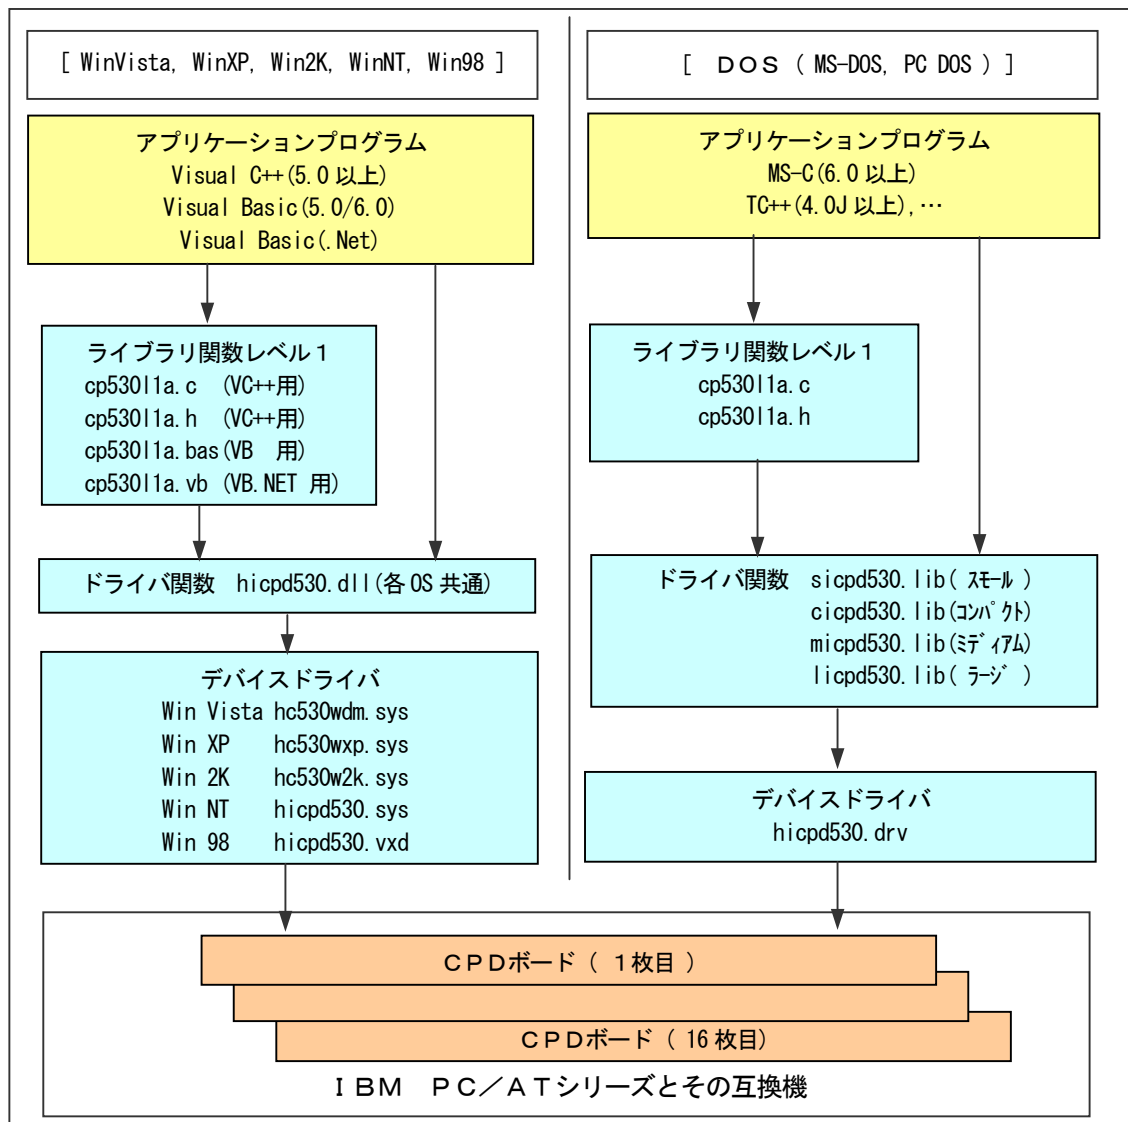 [ WinVista, WinXP, Win2K, WinNT, Win98 ]
アプリケーションプログラム
Visual C++(5.0以上)
Visual Basic(5.0/6.0)
Visual Basic(.Net)
ライブラリ関数レベル1
cp530l1a.c (VC++用)
cp530l1a.h (VC++用)
cp530l1a.bas(VB 用)
cp530l1a.vb (VB.NET 用)
ドライバ関数 hicpd530.dll(各OS共通)
デバイスドライバ
Win Vista hc530wdm.sys
Win XP hc530wxp.sys
Win 2K hc530w2k.sys
Win NT hicpd530.sys
Win 98 hicpd530.vxd
[ DOS ( MS-DOS, PC DOS ) ]
アプリケーションプログラム
MS-C(6.0以上)
TC++(4.0J以上),…
ライブラリ関数レベル1
cp530l1a.c
cp530l1a.h
ドライバ関数 sicpd530.lib( スモール )
cicpd530.lib(コンパクト)
micpd530.lib(ミディアム)
licpd530.lib( ラージ )
デバイスドライバ
hicpd530.drv
CPDボード ( 1枚目 )
CPDボード ( 16枚目)
IBM PC/ATシリーズとその互換機